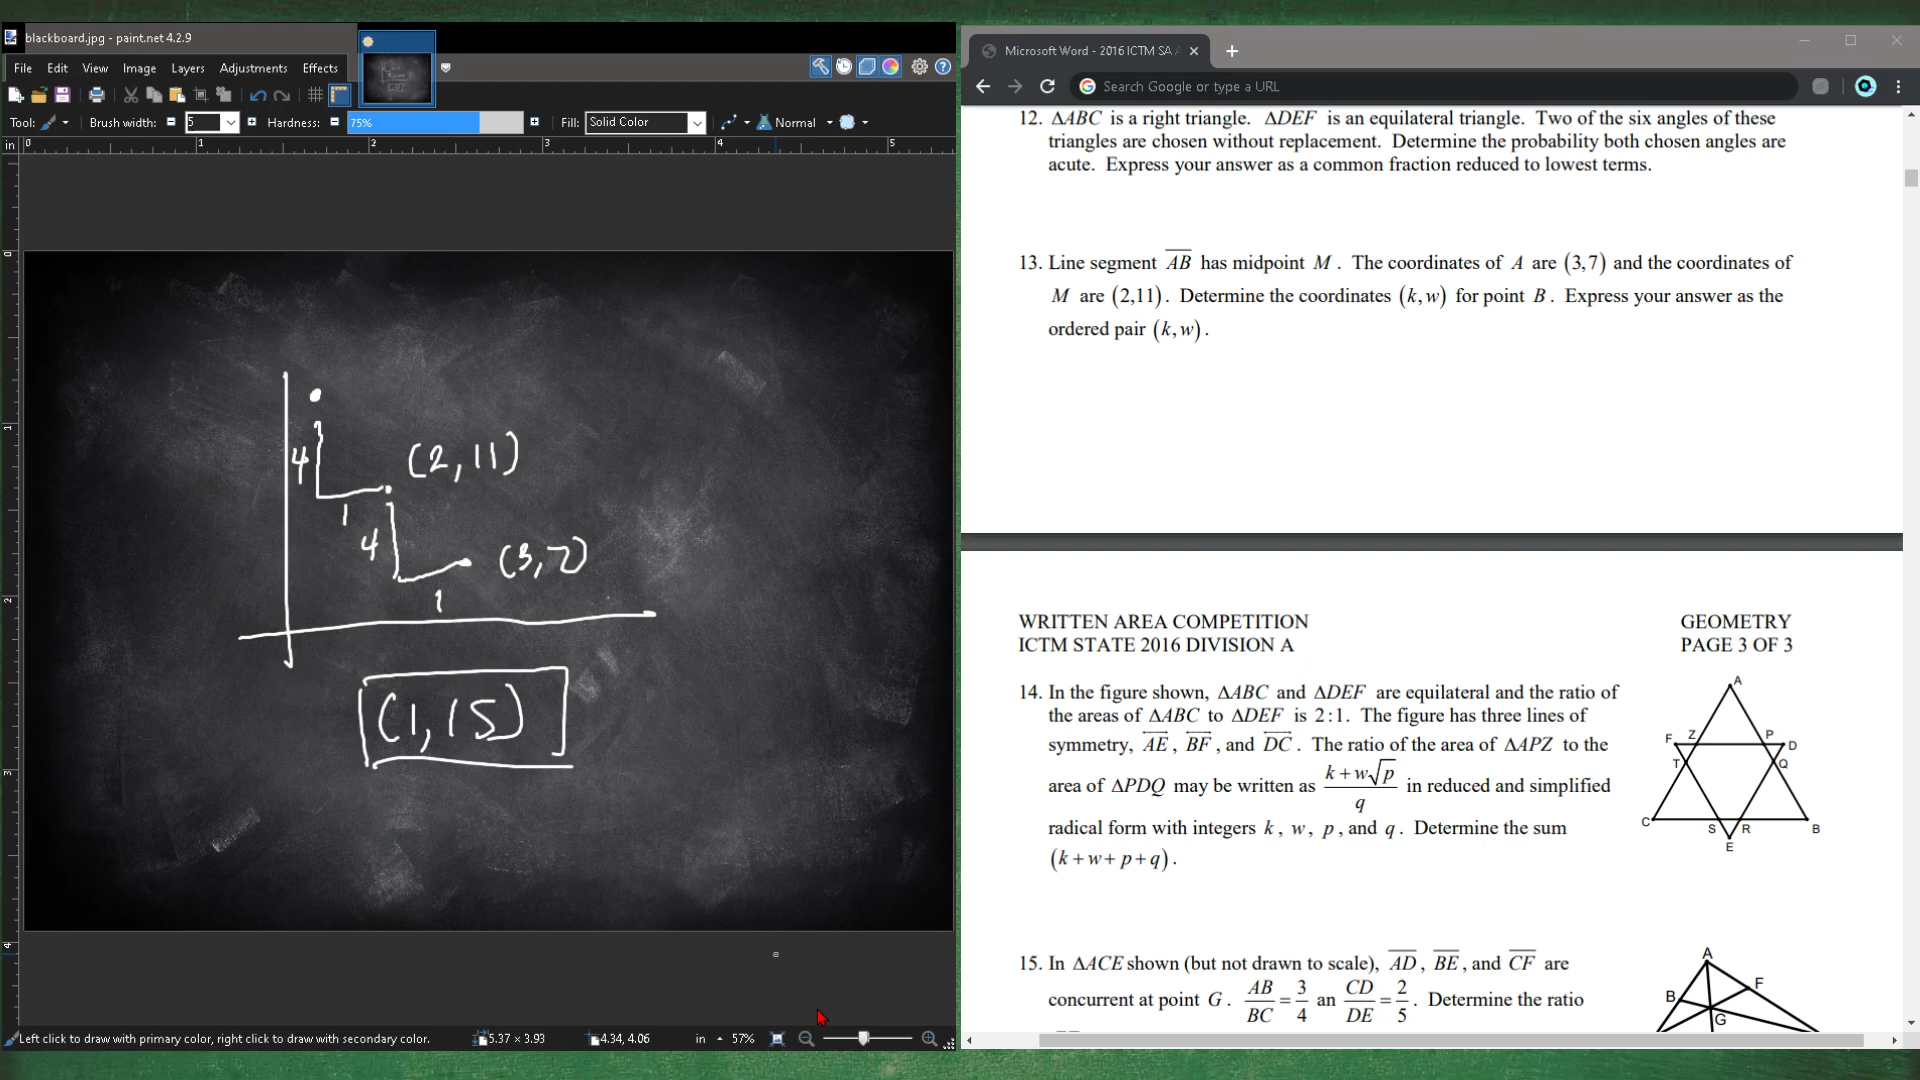 blackboard.jpg - paint.net 4.2.9
File Edit View Image Layers Adjustments Effects
Tool: Brush width: 5 Hardness: 75% Fill: Solid Color Normal
in 0 1 2 3 4 5
0
1
2
3
4
4
(2, 11)
1
4
(3, 7)
1
(1, 15)
Left click to draw with primary color, right click to draw with secondary color. 5.37 × 3.93 4.34, 4.06 in 57%
Microsoft Word - 2016 ICTM SA
Search Google or type a URL
12. ΔABC is a right triangle. ΔDEF is an equilateral triangle. Two of the six angles of these
triangles are chosen without replacement. Determine the probability both chosen angles are
acute. Express your answer as a common fraction reduced to lowest terms.
13. Line segment A̅B̅ has midpoint M . The coordinates of A are (3,7) and the coordinates of
M are (2,11). Determine the coordinates (k,w) for point B. Express your answer as the
ordered pair (k,w).
WRITTEN AREA COMPETITION GEOMETRY
ICTM STATE 2016 DIVISION A PAGE 3 OF 3
14. In the figure shown, ΔABC and ΔDEF are equilateral and the ratio of
the areas of ΔABC to ΔDEF is 2:1. The figure has three lines of
symmetry, AE, BF, and DC. The ratio of the area of ΔAPZ to the
area of ΔPDQ may be written as (k+w√p)/q in reduced and simplified
radical form with integers k, w, p, and q. Determine the sum
(k+w+p+q).
A
F Z P D
T Q
C S R B
E
15. In ΔACE shown (but not drawn to scale), A̅D̅, B̅E̅, and C̅F̅ are
concurrent at point G. AB/BC = 3/4 an CD/DE = 2/5. Determine the ratio
A
F
B
G